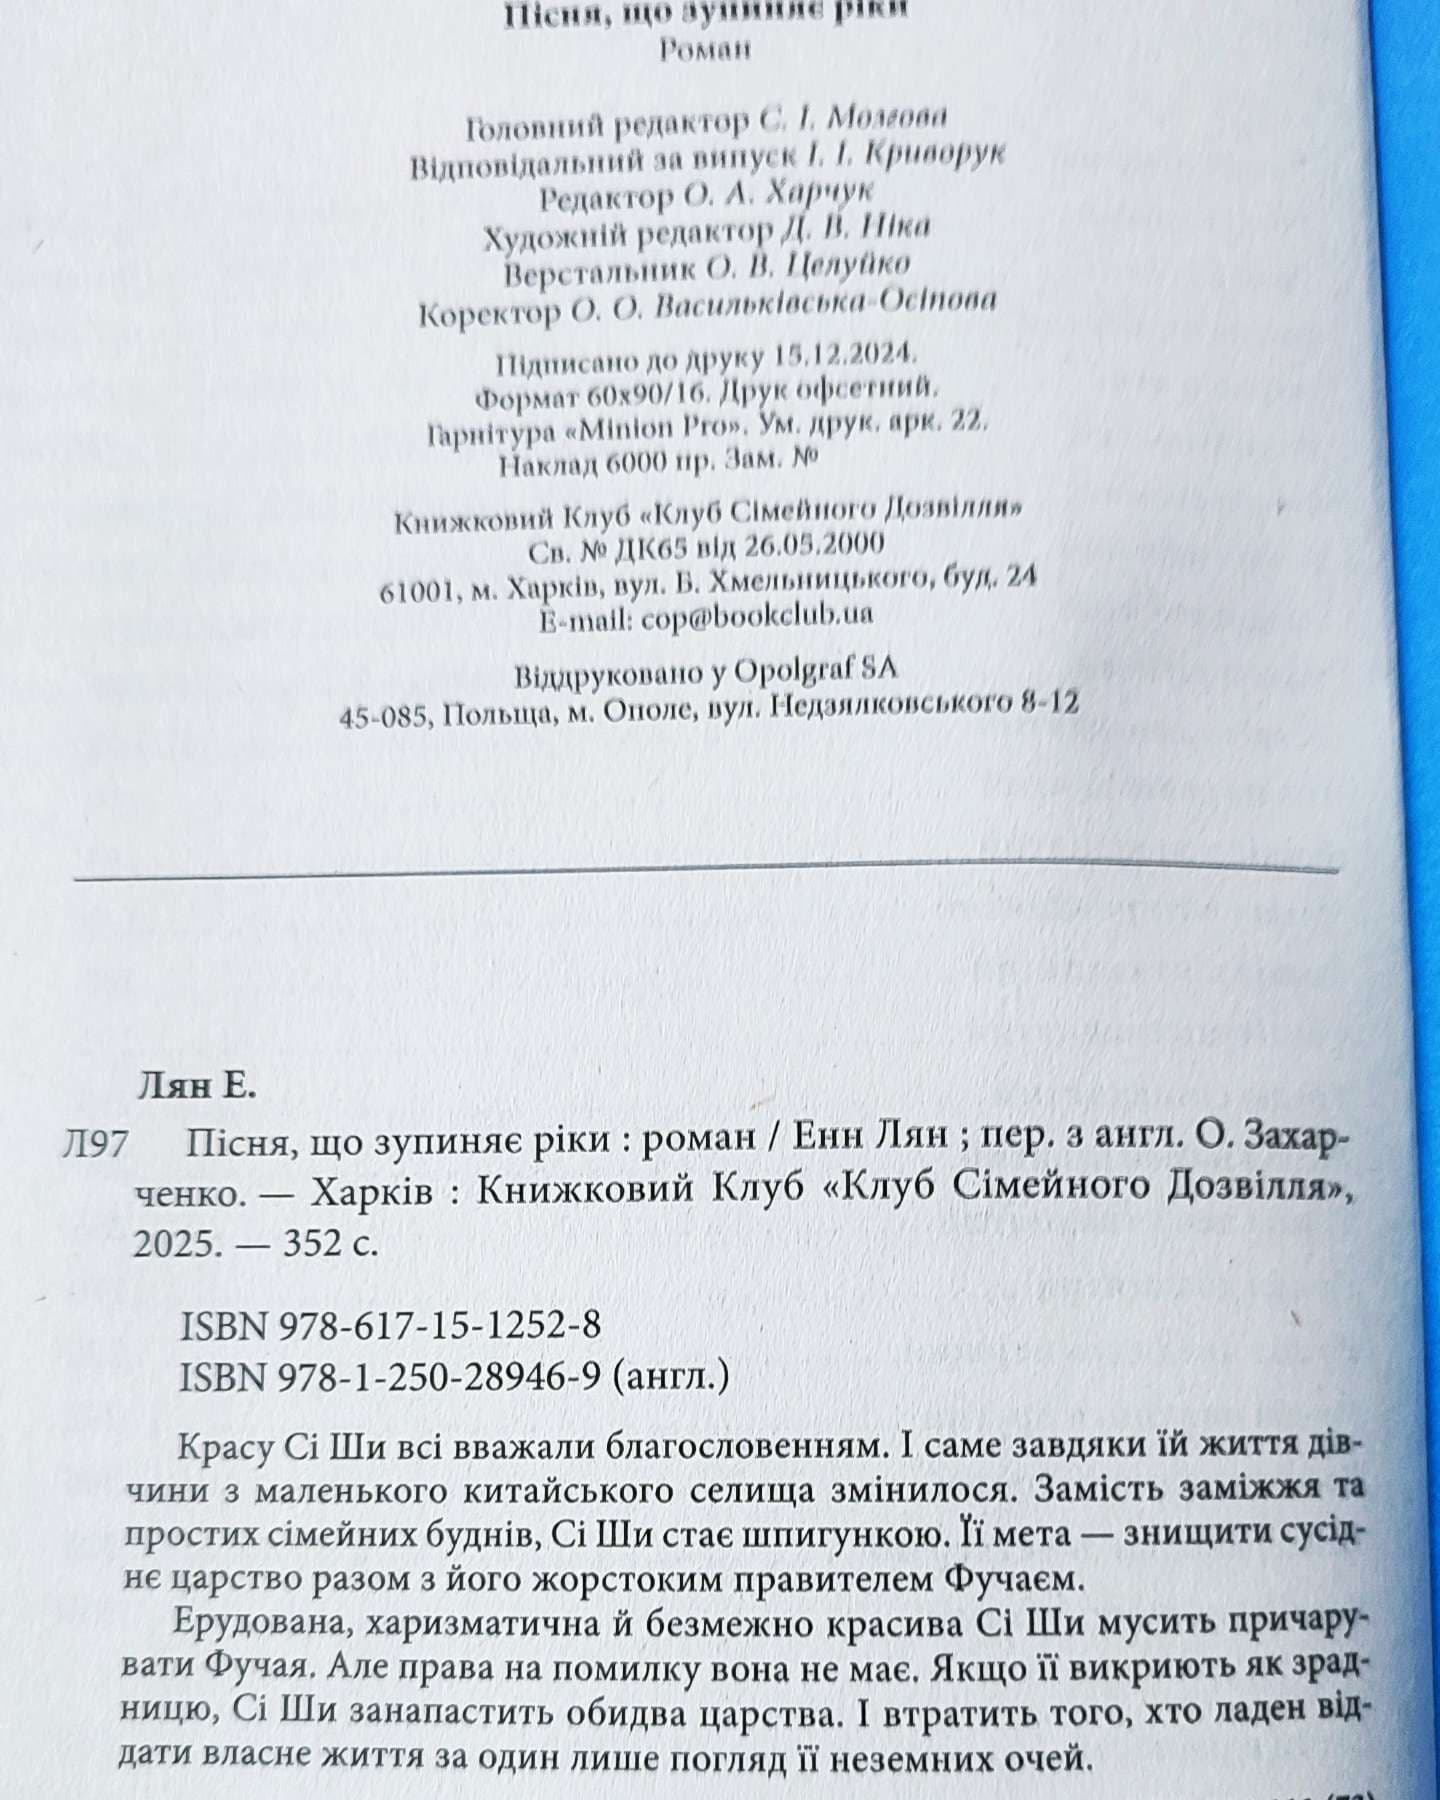 Пісня, що зупиняє ріки
Роман
Головний редактор С. І. Мозгова
Відповідальний за випуск І. І. Криворук
Редактор О. А. Харчук
Художній редактор Д. В. Ніка
Верстальник О. В. Целуйко
Коректор О. О. Васильківська-Осіпова
Підписано до друку 15.12.2024.
Формат 60х90/16. Друк офсетний.
Гарнітура «Minion Pro». Ум. друк. арк. 22.
Наклад 6000 пр. Зам. №
Книжковий Клуб «Клуб Сімейного Дозвілля»
Св. № ДК65 від 26.05.2000
61001, м. Харків, вул. Б. Хмельницького, буд. 24
E-mail: cop@bookclub.ua
Віддруковано у Opolgraf SA
45-085, Польща, м. Ополе, вул. Недзялковського 8-12
Лян Е.
Л97 Пісня, що зупиняє ріки : роман / Енн Лян ; пер. з англ. О. Захар-
ченко. — Харків : Книжковий Клуб «Клуб Сімейного Дозвілля»,
2025. — 352 с.
ISBN 978-617-15-1252-8
ISBN 978-1-250-28946-9 (англ.)
Красу Сі Ши всі вважали благословенням. І саме завдяки їй життя дів-
чини з маленького китайського селища змінилося. Замість заміжжя та
простих сімейних буднів, Сі Ши стає шпигункою. Її мета — знищити сусід-
нє царство разом з його жорстоким правителем Фучаєм.
Ерудована, харизматична й безмежно красива Сі Ши мусить причару-
вати Фучая. Але права на помилку вона не має. Якщо її викриють як зрад-
ницю, Сі Ши занапастить обидва царства. І втратить того, хто ладен від-
дати власне життя за один лише погляд її неземних очей.